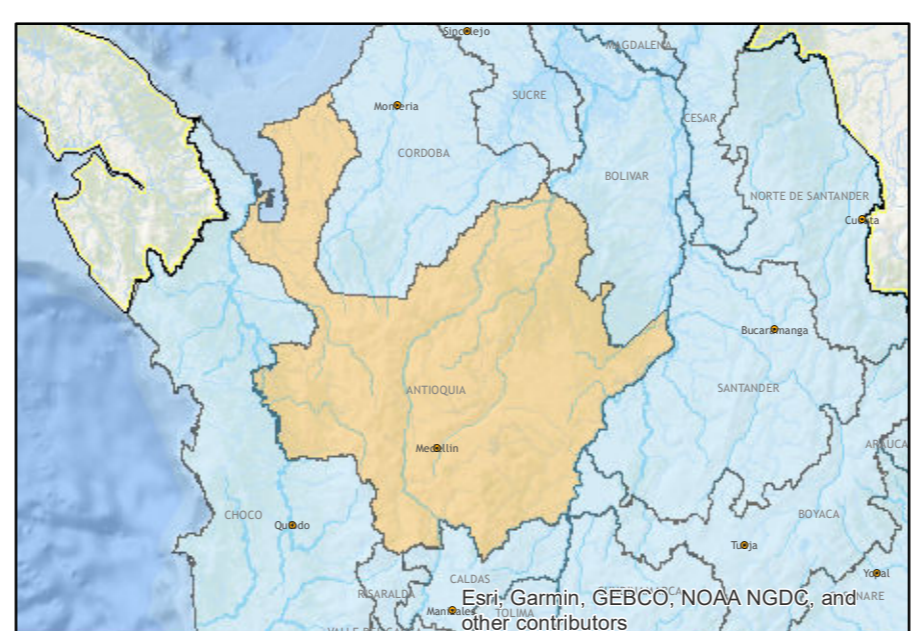 Sincelejo
MAGDALENA
Monteria
SUCRE
CESAR
CORDOBA
BOLIVAR
NORTE DE SANTANDER
Cucuta
Bucaramanga
ANTIOQUIA
SANTANDER
Medellin
ARAUCA
CHOCO
Quibdo
BOYACA
Tunja
Yopal
CALDAS
RISARALDA
Esri, Garmin, GEBCO, NOAA NGDC, and
other contributors
Manizales
TOLIMA